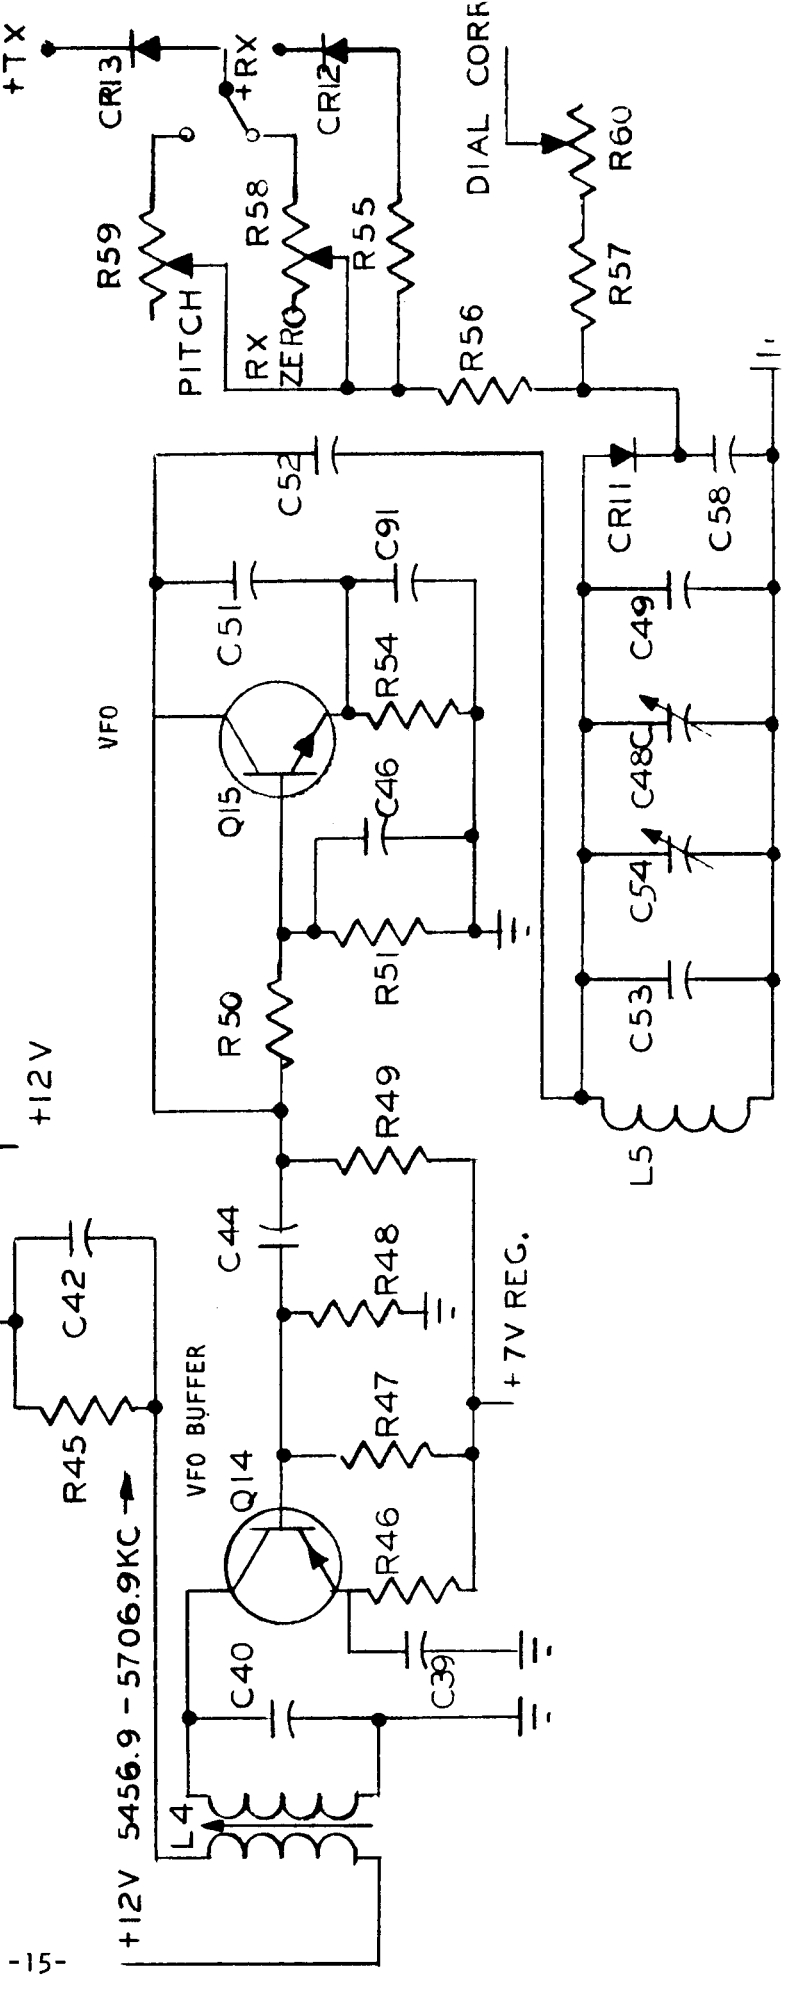 +TX
CR13
+RX
CR12
DIAL CORR
R59
R58
R55
R60
PITCH
RX
ZERO
R56
R57
C52
CR11
C58
C51
C91
C49
VFO
Q15
R54
C46
C48
C54
R50
R51
C53
+12V
R49
L5
C42
C44
R48
+7V REG.
R45
VFO BUFFER
R47
Q14
R46
+12V 5456.9-5706.9KC
C40
C39
L4
-15-